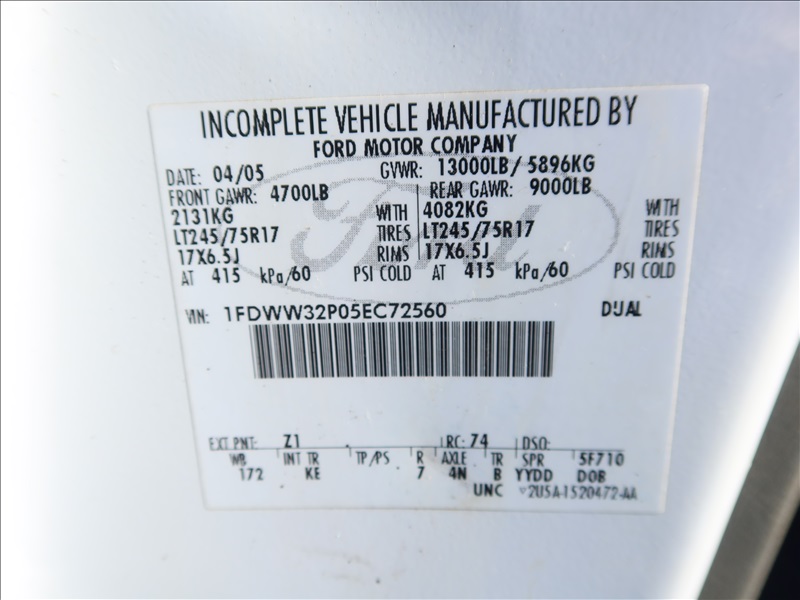 INCOMPLETE VEHICLE MANUFACTURED BY
FORD MOTOR COMPANY
DATE: 04/05 GVWR: 13000LB/ 5896KG
FRONT GAWR: 4700LB REAR GAWR: 9000LB
2131KG WITH 4082KG WITH
LT245/75R17 TIRES LT245/75R17 TIRES
17X6.5J RIMS 17X6.5J RIMS
AT 415 kPa/60 PSI COLD AT 415 kPa/60 PSI COLD
VIN: 1FDWW32P05EC72560 DUAL
Ford
EXT PNT: Z1 RC: 74 DSO:
WB INT TR TP/PS R AXLE TR SPR 5F710
172 KE 7 4N B YYDD DOB
UNC 2U5A-1520472-AA